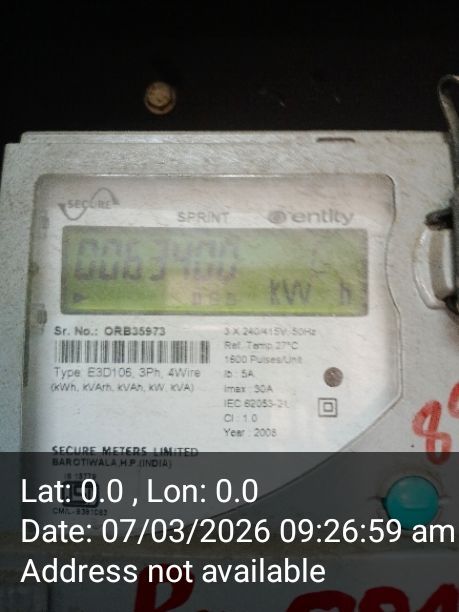 SECURE
SPRINT entity
0063400
kW h
Sr. No.: ORB35973
Type: E3D106, 3Ph, 4Wire
(kWh, kVArh, kVAh, kW, kVA)
3 X 240/415V, 50Hz
Ref. Temp 27°C
1600 Pulses/Unit
Ib : 5A
Imax : 30A
IEC 62053-21
Cl : 1.0
Year : 2008
SECURE METERS LIMITED
BAROTIWALA, H.P. (INDIA)
IS 13779
Lat: 0.0 , Lon: 0.0
Date: 07/03/2026 09:26:59 am
Address not available